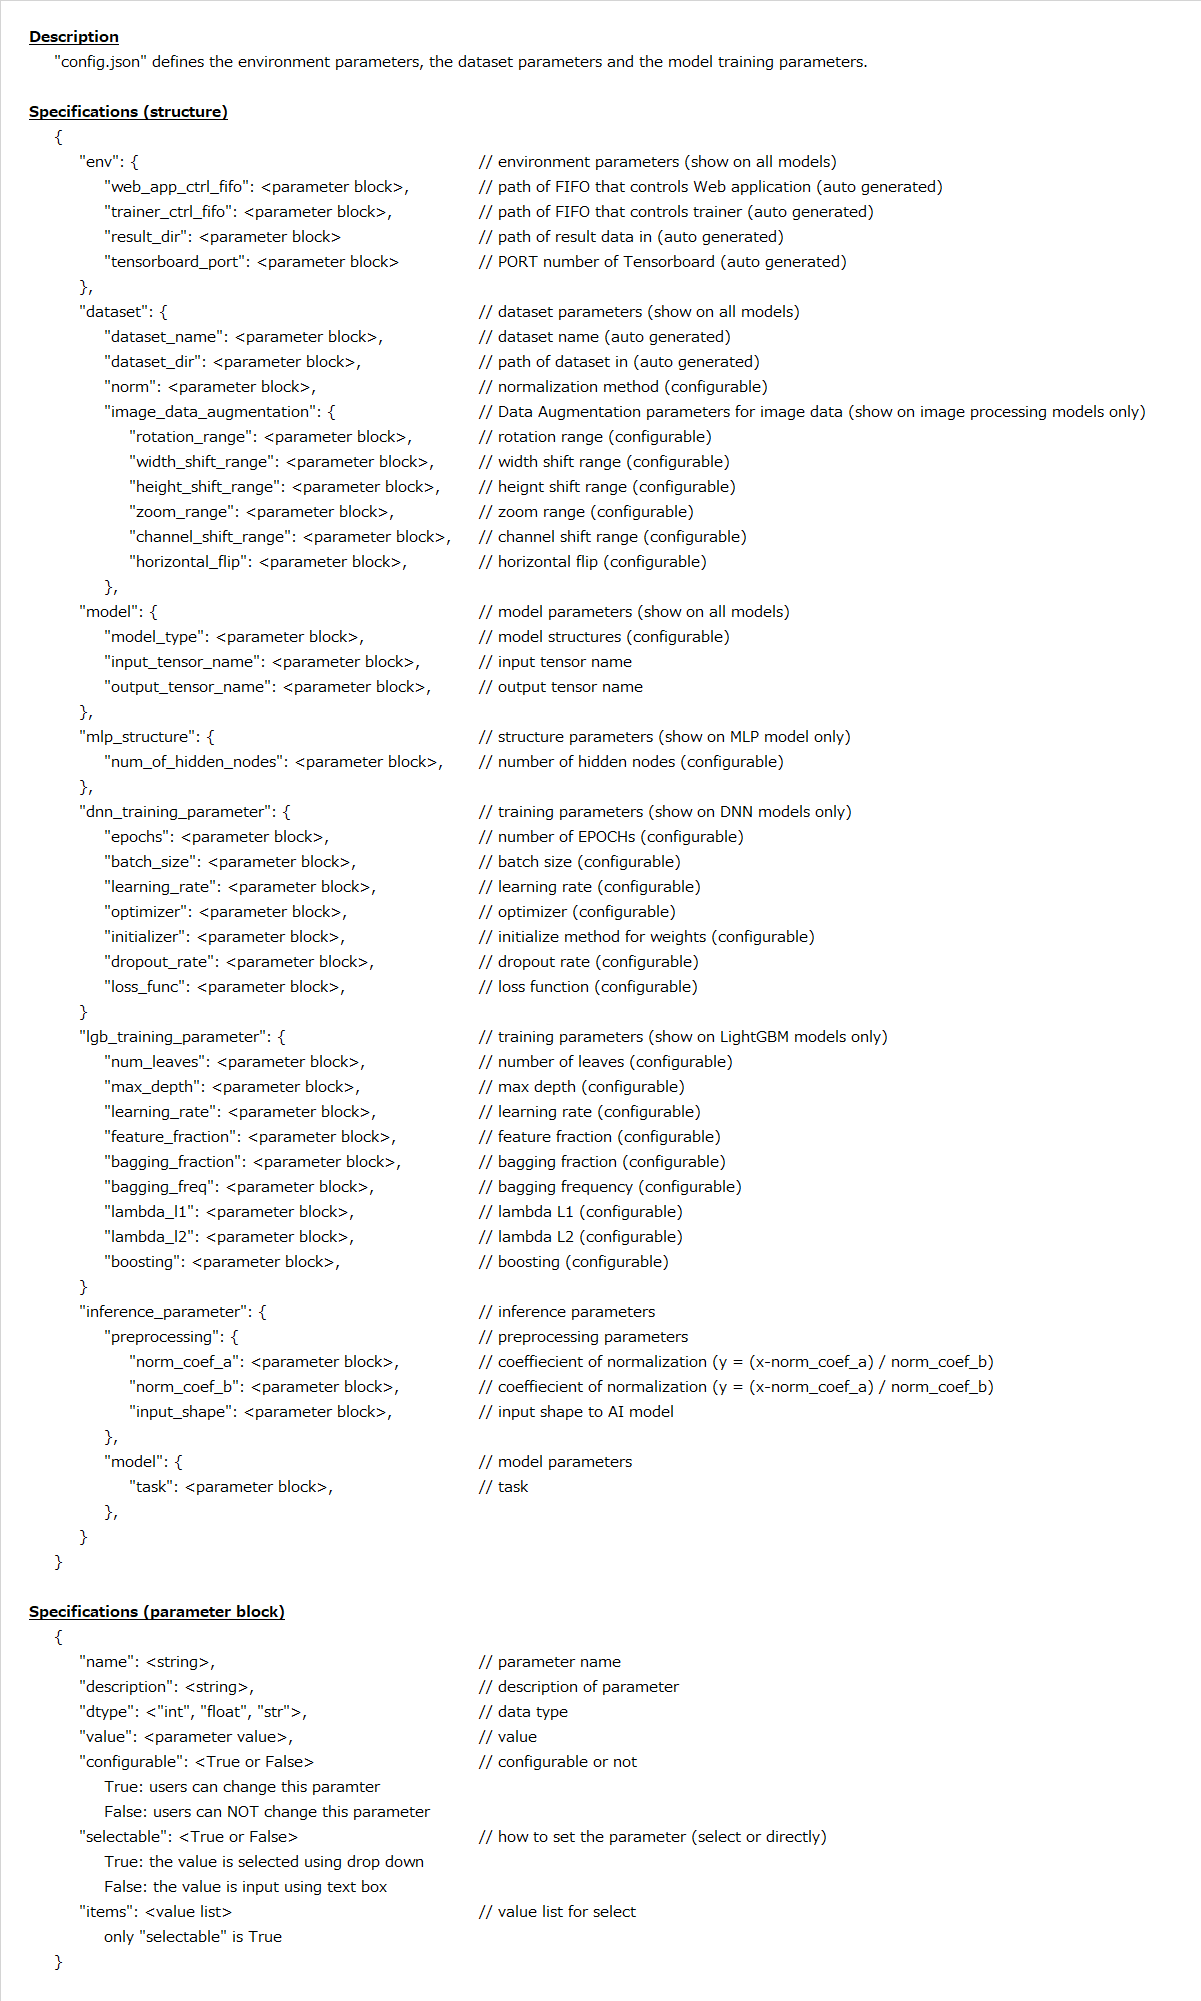 Description
"config.json" defines the environment parameters, the dataset parameters and the model training parameters.
Specifications (structure)
{
"env": { // environment parameters (show on all models)
"web_app_ctrl_fifo": <parameter block>, // path of FIFO that controls Web application (auto generated)
"trainer_ctrl_fifo": <parameter block>, // path of FIFO that controls trainer (auto generated)
"result_dir": <parameter block> // path of result data in (auto generated)
"tensorboard_port": <parameter block> // PORT number of Tensorboard (auto generated)
},
"dataset": { // dataset parameters (show on all models)
"dataset_name": <parameter block>, // dataset name (auto generated)
"dataset_dir": <parameter block>, // path of dataset in (auto generated)
"norm": <parameter block>, // normalization method (configurable)
"image_data_augmentation": { // Data Augmentation parameters for image data (show on image processing models only)
"rotation_range": <parameter block>, // rotation range (configurable)
"width_shift_range": <parameter block>, // width shift range (configurable)
"height_shift_range": <parameter block>, // heignt shift range (configurable)
"zoom_range": <parameter block>, // zoom range (configurable)
"channel_shift_range": <parameter block>, // channel shift range (configurable)
"horizontal_flip": <parameter block>, // horizontal flip (configurable)
},
"model": { // model parameters (show on all models)
"model_type": <parameter block>, // model structures (configurable)
"input_tensor_name": <parameter block>, // input tensor name
"output_tensor_name": <parameter block>, // output tensor name
},
"mlp_structure": { // structure parameters (show on MLP model only)
"num_of_hidden_nodes": <parameter block>, // number of hidden nodes (configurable)
},
"dnn_training_parameter": { // training parameters (show on DNN models only)
"epochs": <parameter block>, // number of EPOCHs (configurable)
"batch_size": <parameter block>, // batch size (configurable)
"learning_rate": <parameter block>, // learning rate (configurable)
"optimizer": <parameter block>, // optimizer (configurable)
"initializer": <parameter block>, // initialize method for weights (configurable)
"dropout_rate": <parameter block>, // dropout rate (configurable)
"loss_func": <parameter block>, // loss function (configurable)
}
"lgb_training_parameter": { // training parameters (show on LightGBM models only)
"num_leaves": <parameter block>, // number of leaves (configurable)
"max_depth": <parameter block>, // max depth (configurable)
"learning_rate": <parameter block>, // learning rate (configurable)
"feature_fraction": <parameter block>, // feature fraction (configurable)
"bagging_fraction": <parameter block>, // bagging fraction (configurable)
"bagging_freq": <parameter block>, // bagging frequency (configurable)
"lambda_l1": <parameter block>, // lambda L1 (configurable)
"lambda_l2": <parameter block>, // lambda L2 (configurable)
"boosting": <parameter block>, // boosting (configurable)
}
"inference_parameter": { // inference parameters
"preprocessing": { // preprocessing parameters
"norm_coef_a": <parameter block>, // coeffiecient of normalization (y = (x-norm_coef_a) / norm_coef_b)
"norm_coef_b": <parameter block>, // coeffiecient of normalization (y = (x-norm_coef_a) / norm_coef_b)
"input_shape": <parameter block>, // input shape to AI model
},
"model": { // model parameters
"task": <parameter block>, // task
},
}
}
Specifications (parameter block)
{
"name": <string>, // parameter name
"description": <string>, // description of parameter
"dtype": <"int", "float", "str">, // data type
"value": <parameter value>, // value
"configurable": <True or False> // configurable or not
True: users can change this paramter
False: users can NOT change this parameter
"selectable": <True or False> // how to set the parameter (select or directly)
True: the value is selected using drop down
False: the value is input using text box
"items": <value list> // value list for select
only "selectable" is True
}